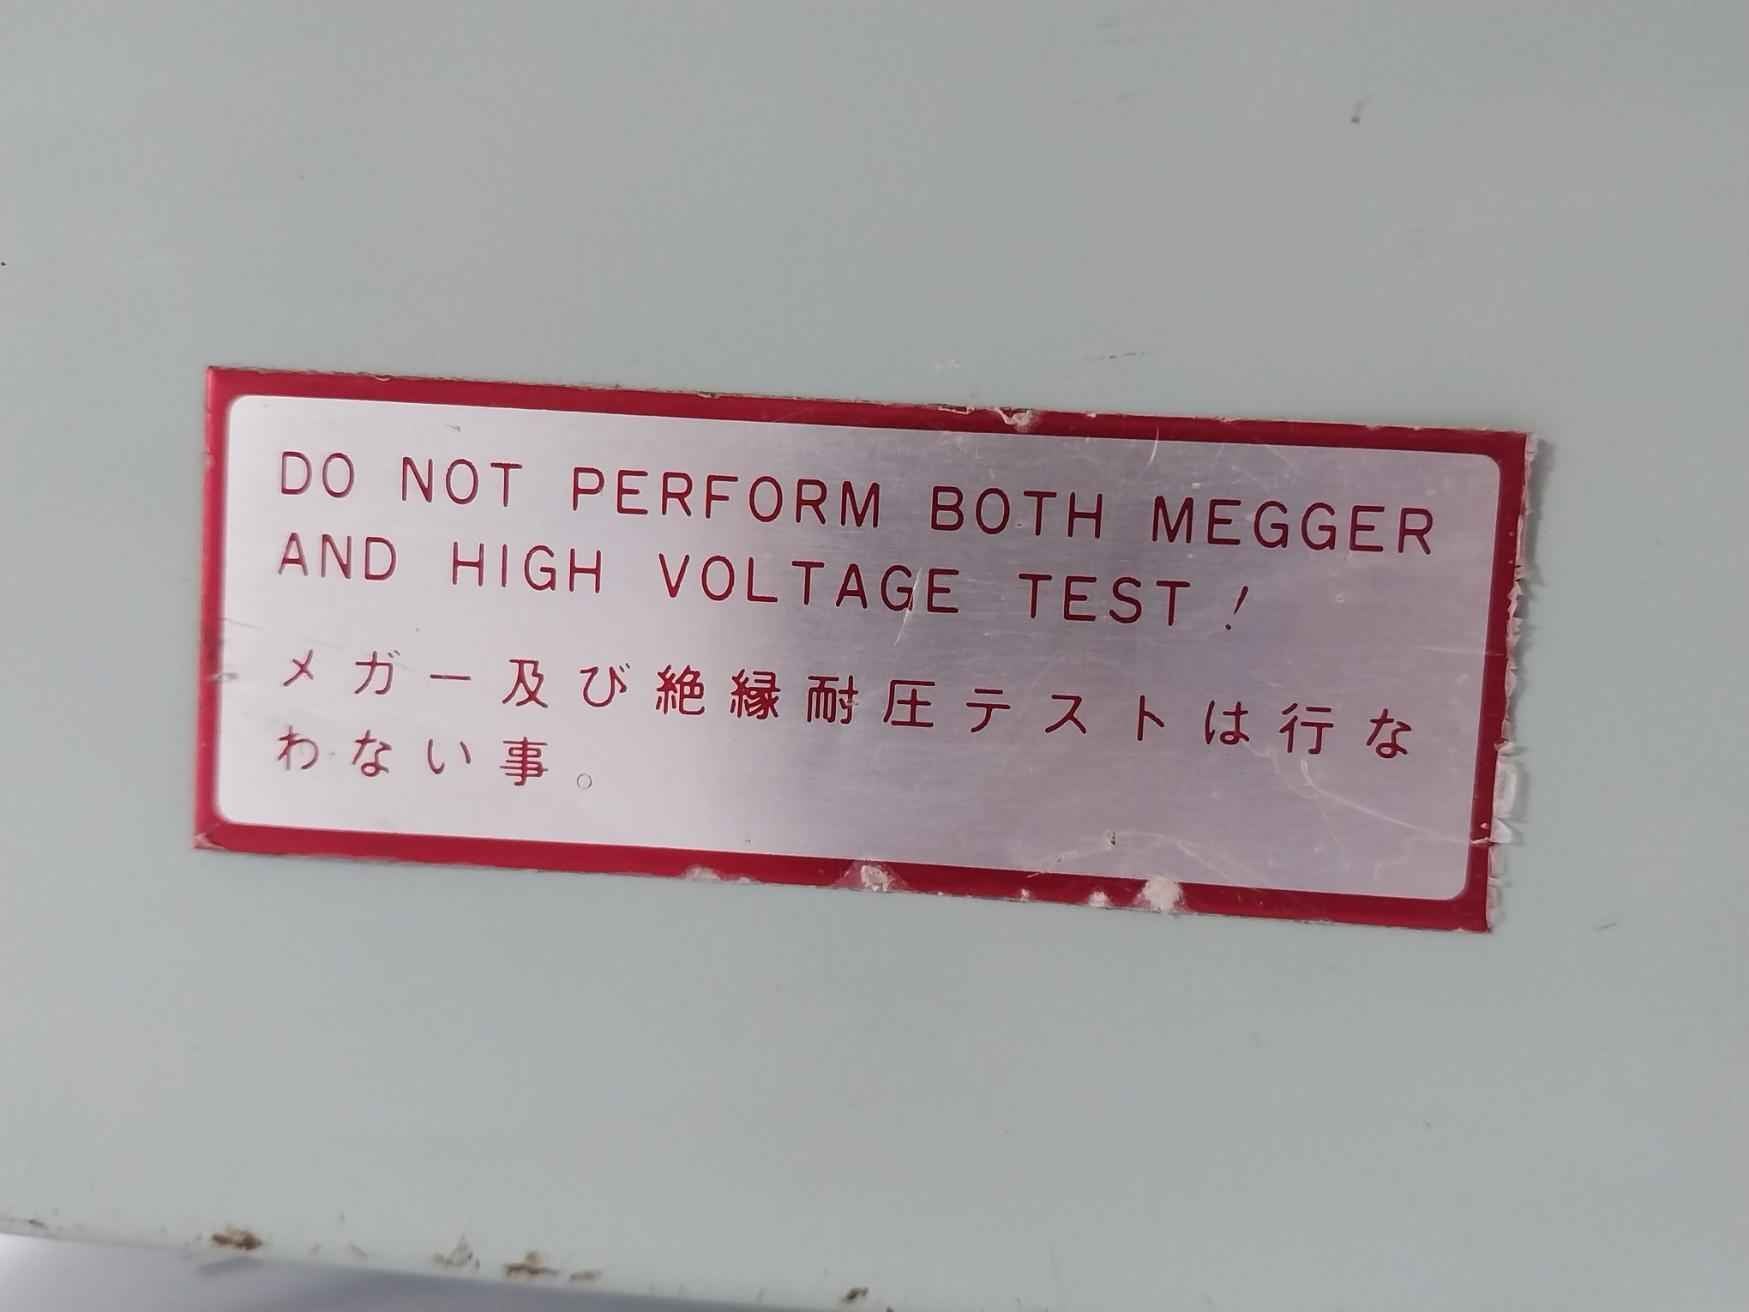 DO NOT PERFORM BOTH MEGGER
AND HIGH VOLTAGE TEST!
メガー及び絶縁耐圧テストは行な
わない事。